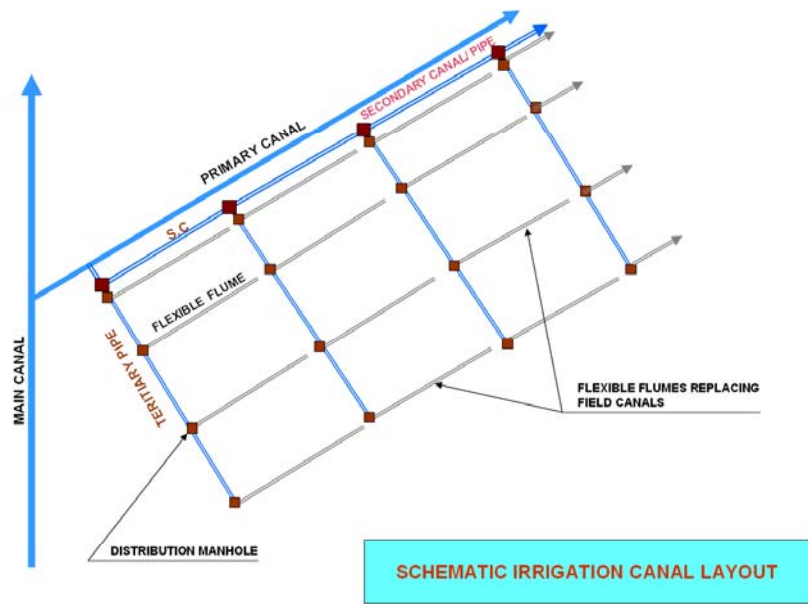 SECONDARY CANAL/ PIPE
PRIMARY CANAL
S.C
FLEXIBLE FLUME
TERITIARY PIPE
MAIN CANAL
FLEXIBLE FLUMES REPLACING
FIELD CANALS
DISTRIBUTION MANHOLE
SCHEMATIC IRRIGATION CANAL LAYOUT